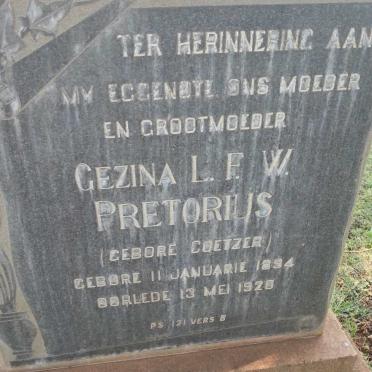 TER HERINNERING AAN
MY EGGENOTE ONS MOEDER
EN GROOTMOEDER
GEZINA L. F. W.
PRETORIUS
(GEBORE COETZER)
GEBORE 11 JANUARIE 1894
OORLEDE 13 MEI 1928
PS 121 VERS 8